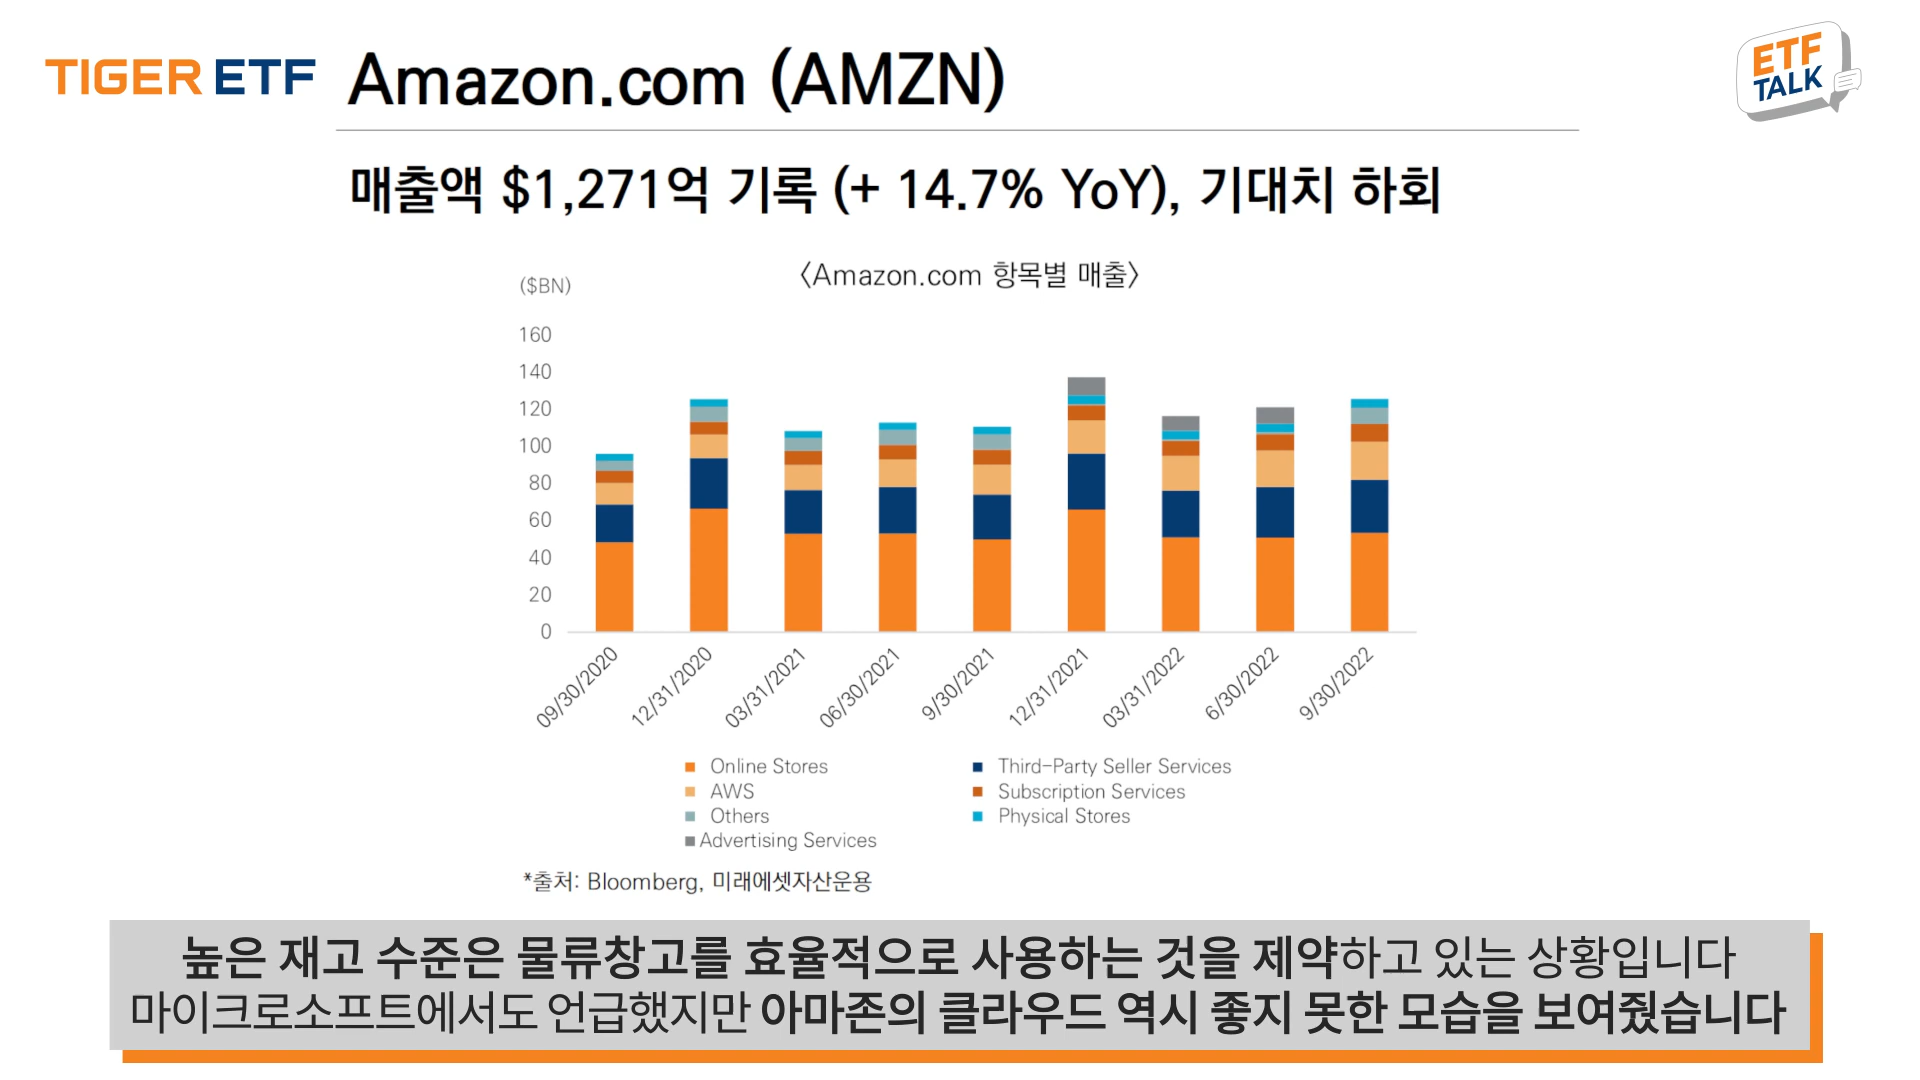 TIGER ETF
Amazon.com (AMZN)
ETF
TALK
매출액 $1,271억 기록 (+ 14.7% YoY), 기대치 하회
〈Amazon.com 항목별 매출〉
($BN)
160
140
120
100
80
60
40
20
0
09/30/2020
12/31/2020
03/31/2021
06/30/2021
9/30/2021
12/31/2021
03/31/2022
6/30/2022
9/30/2022
Online Stores
Third-Party Seller Services
AWS
Subscription Services
Others
Physical Stores
Advertising Services
*출처: Bloomberg, 미래에셋자산운용
높은 재고 수준은 물류창고를 효율적으로 사용하는 것을 제약하고 있는 상황입니다
마이크로소프트에서도 언급했지만 아마존의 클라우드 역시 좋지 못한 모습을 보여줬습니다